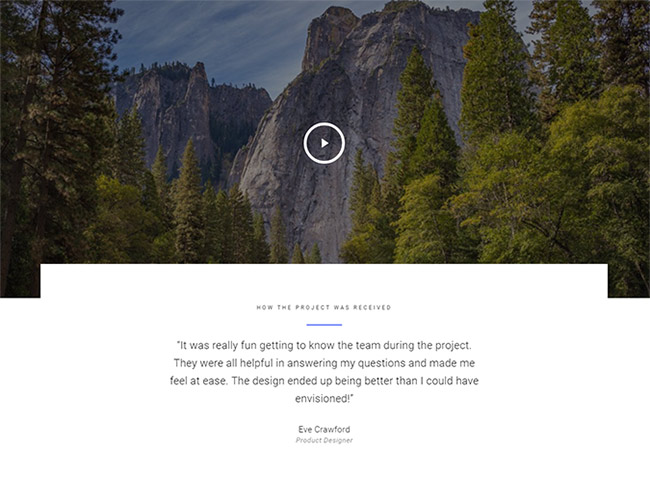 HOW THE PROJECT WAS RECEIVED
"It was really fun getting to know the team during the project.
They were all helpful in answering my questions and made me
feel at ease. The design ended up being better than I could have
envisioned!"
Eve Crawford
Product Designer